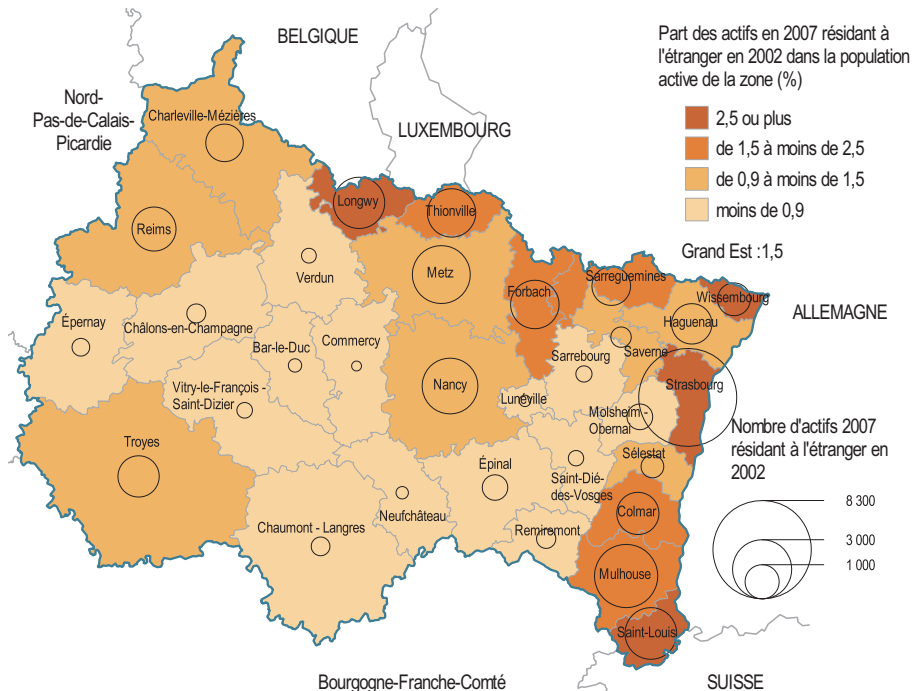 BELGIQUE
Part des actifs en 2007 résidant à
l'étranger en 2002 dans la population
active de la zone (%)
2,5 ou plus
de 1,5 à moins de 2,5
de 0,9 à moins de 1,5
moins de 0,9
Grand Est :1,5
Nord-
Pas-de-Calais-
Picardie
Charleville-Mézières
LUXEMBOURG
Longwy
Thionville
Reims
Verdun
Metz
Forbach
Sarreguemines
Wissembourg
ALLEMAGNE
Haguenau
Épernay
Châlons-en-Champagne
Bar-le-Duc
Commercy
Saverne
Sarrebourg
Strasbourg
Vitry-le-François -
Saint-Dizier
Nancy
Lunéville
Molsheim -
Obernai
Troyes
Épinal
Saint-Dié-
des-Vosges
Sélestat
Neufchâteau
Chaumont - Langres
Remiremont
Colmar
Mulhouse
Saint-Louis
Nombre d'actifs 2007
résidant à l'étranger en
2002
8 300
3 000
1 000
Bourgogne-Franche-Comté
SUISSE